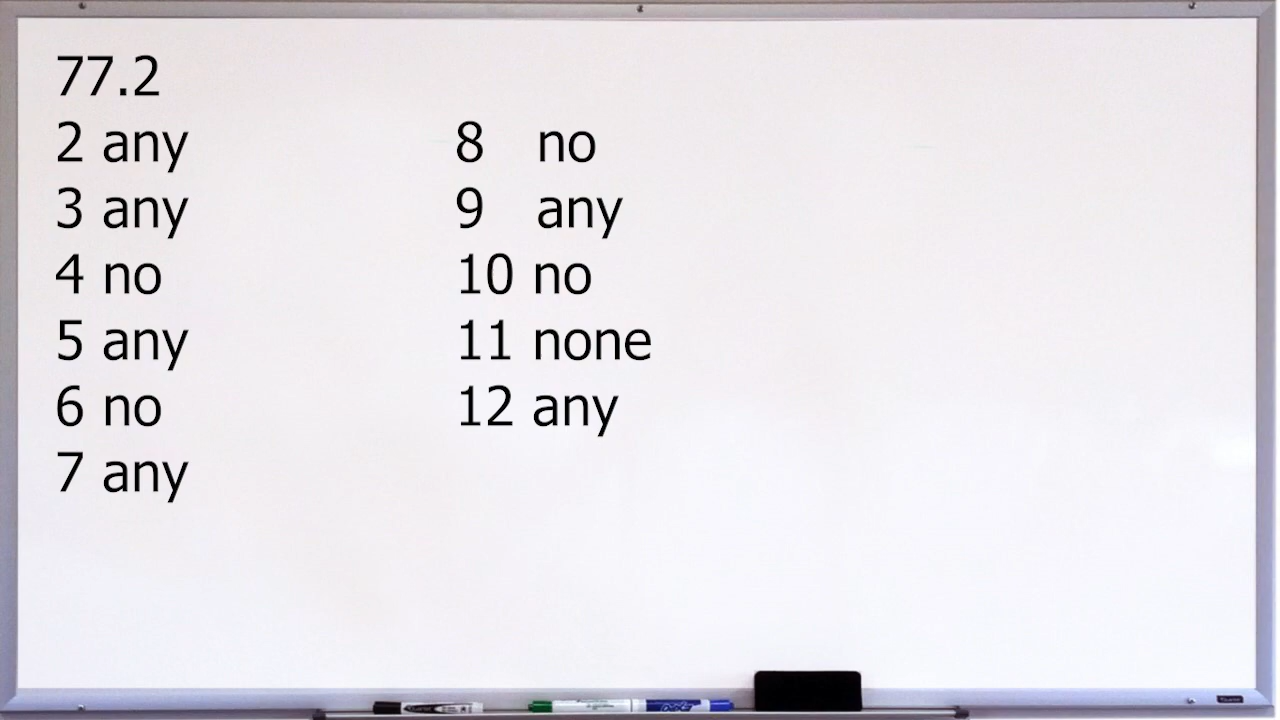 77.2
2 any
3 any
4 no
5 any
6 no
7 any
8 no
9 any
10 no
11 none
12 any